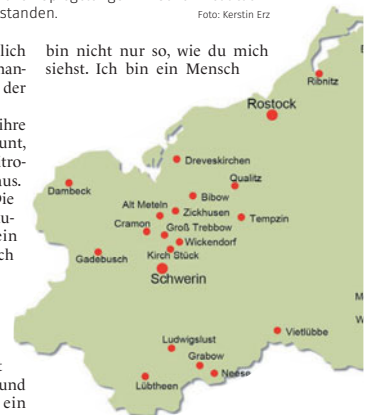 standen.
Foto: Kerstin Erz
lich
han-
der
ihre
unt,
tro-
us.
Die
u-
ein
ch
t
und
ein
bin nicht nur so, wie du mich
siehst. Ich bin ein Mensch
Ribnitz
Rostock
Dreveskirchen
Qualitz
Dambeck
Bibow
Alt Meteln
Zickhusen
Tempzin
Cramon
Groß Trebbow
Wickendorf
Gadebusch
Kirch Stück
Schwerin
M
W
Vietlübbe
Ludwigslust
Grabow
Neese
Lübtheen